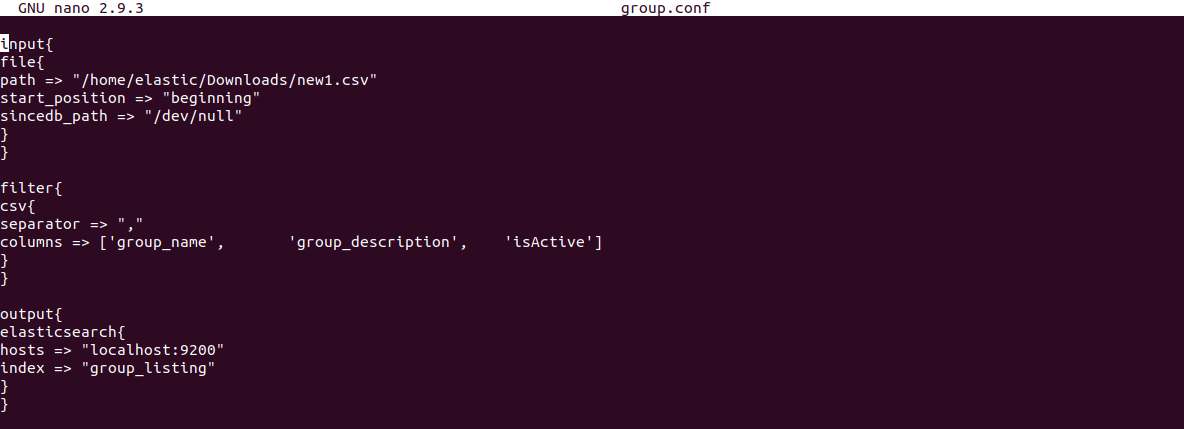 GNU nano 2.9.3 group.conf
input{
file{
path => "/home/elastic/Downloads/new1.csv"
start_position => "beginning"
sincedb_path => "/dev/null"
}
}
filter{
csv{
separator => ","
columns => ['group_name', 'group_description', 'isActive']
}
}
output{
elasticsearch{
hosts => "localhost:9200"
index => "group_listing"
}
}